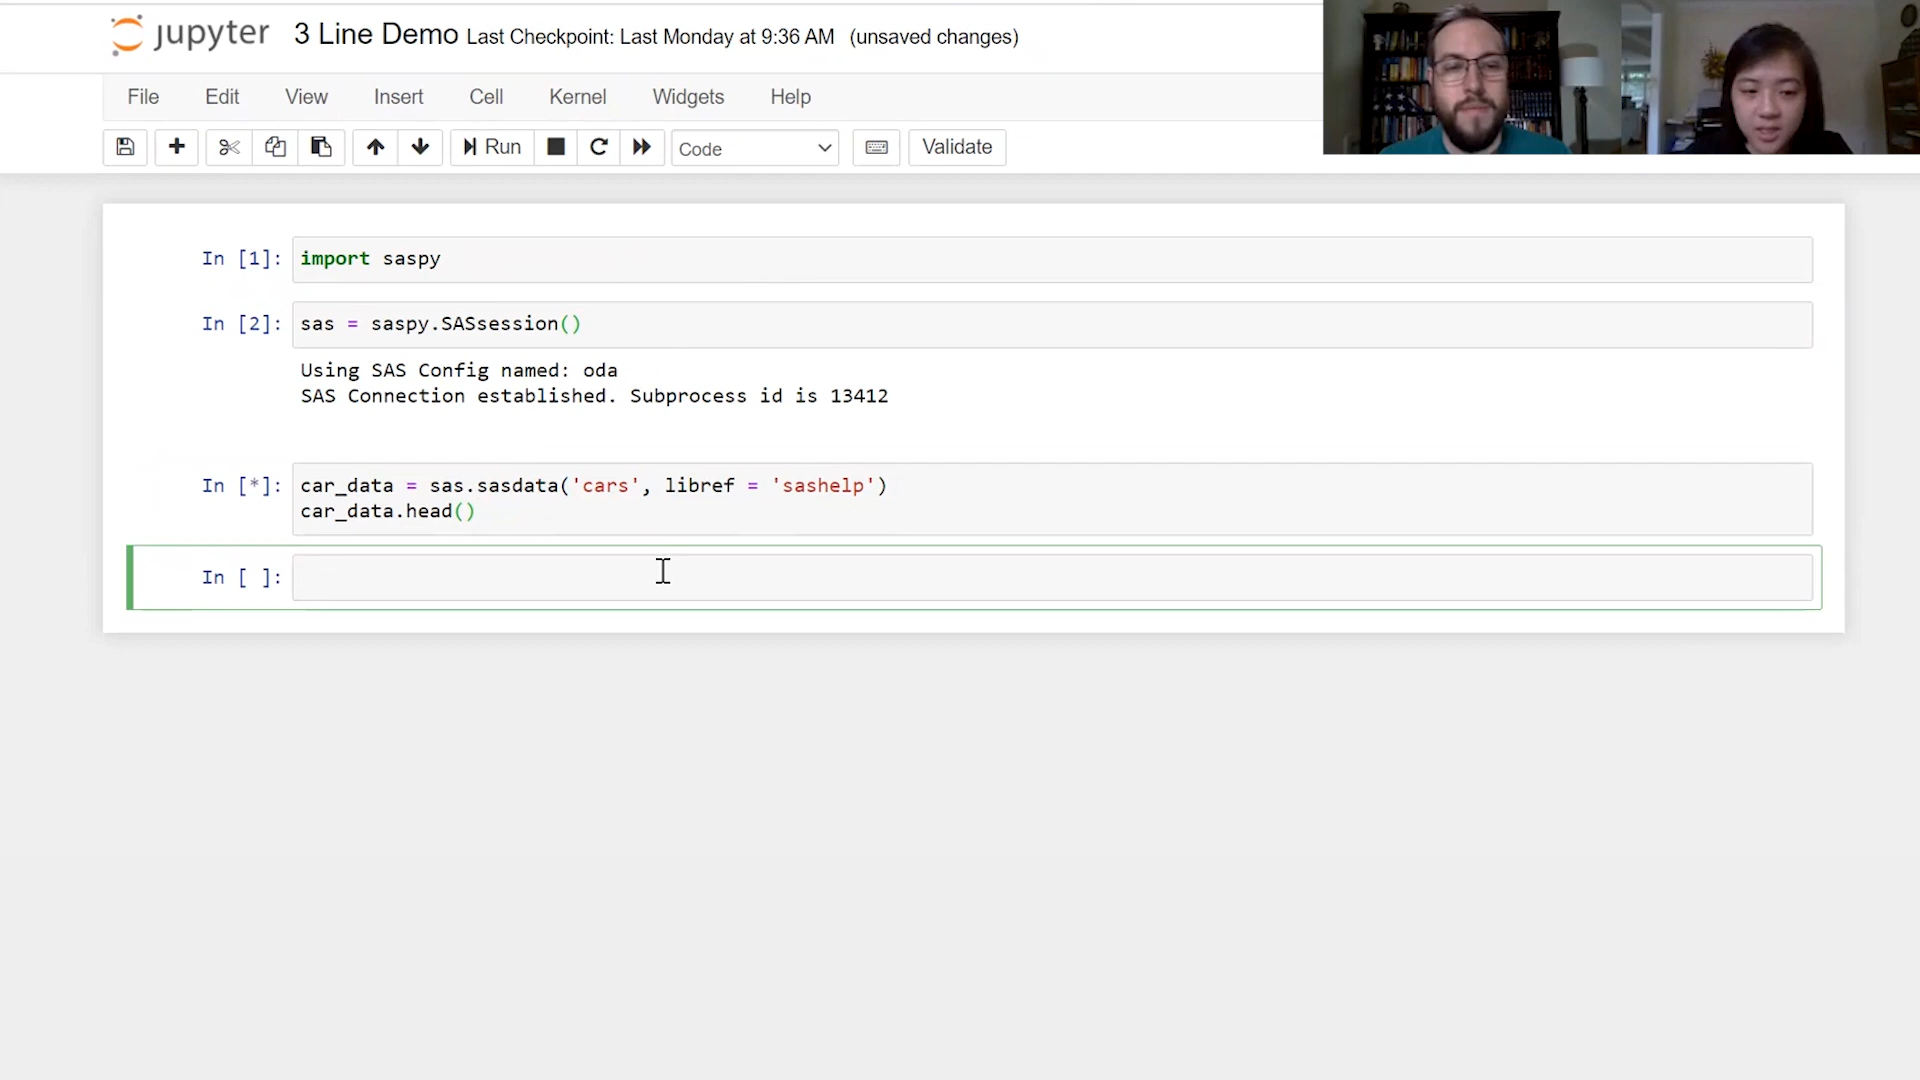 jupyter 3 Line Demo Last Checkpoint: Last Monday at 9:36 AM (unsaved changes)
File Edit View Insert Cell Kernel Widgets Help
Run Code Validate
In [1]: import saspy
In [2]: sas = saspy.SASsession()
Using SAS Config named: oda
SAS Connection established. Subprocess id is 13412
In [*]: car_data = sas.sasdata('cars', libref = 'sashelp')
car_data.head()
In [ ]: